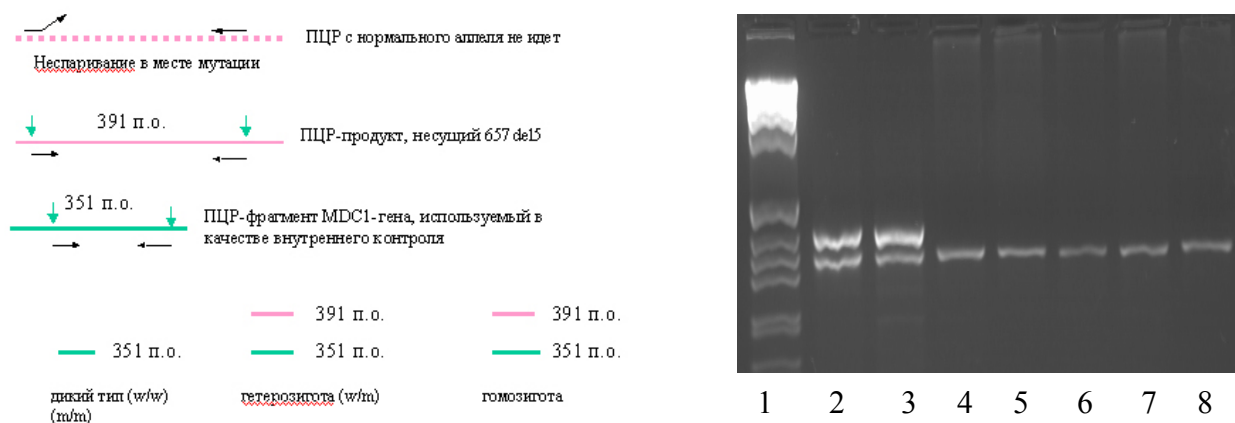 ПЦР с нормального аллеля не идет
Неспаривание в месте мутации
391 п.о.
ПЦР-продукт, несущий 657 del5
351 п.о.
ПЦР-фрагмент MDC1-гена, используемый в
качестве внутреннего контроля
391 п.о.
391 п.о.
351 п.о.
351 п.о.
351 п.о.
дикий тип (w/w)
(m/m)
гетерозигота (w/m)
гомозигота
1 2 3 4 5 6 7 8